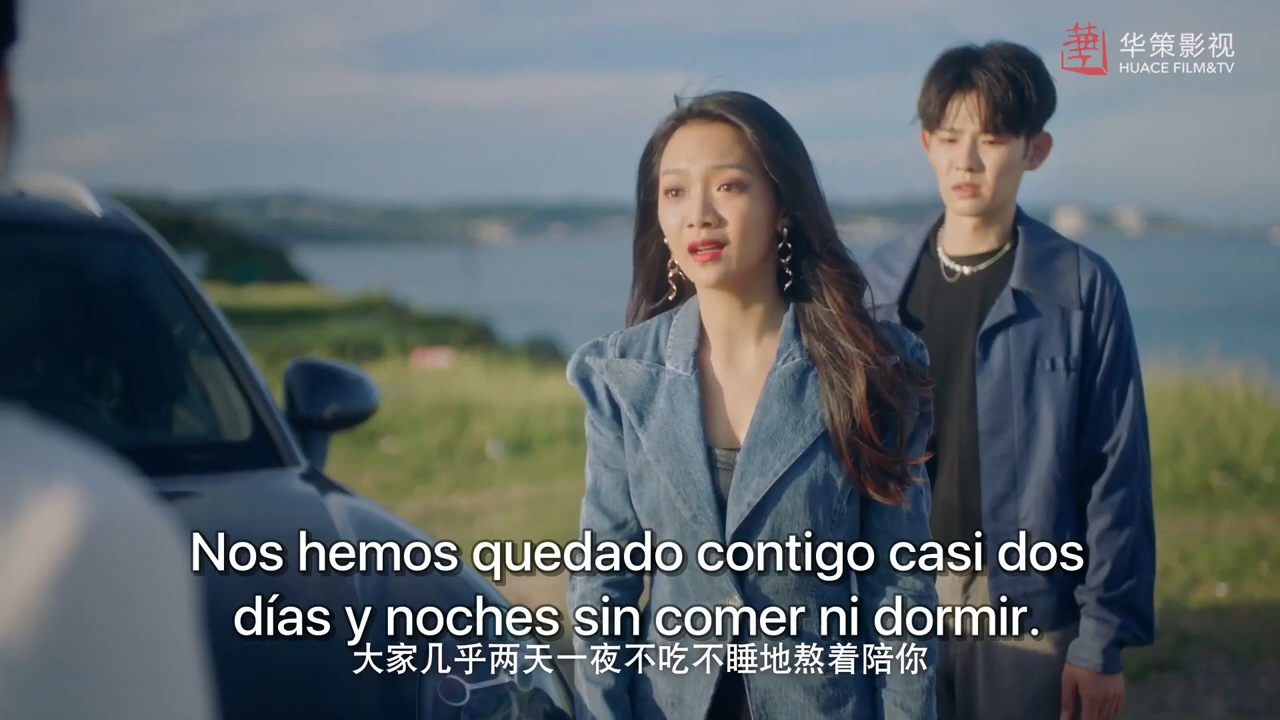 華
华策影视
HUACE FILM&TV
Nos hemos quedado contigo casi dos
días y noches sin comer ni dormir.
大家几乎两天一夜不吃不睡地熬着陪你